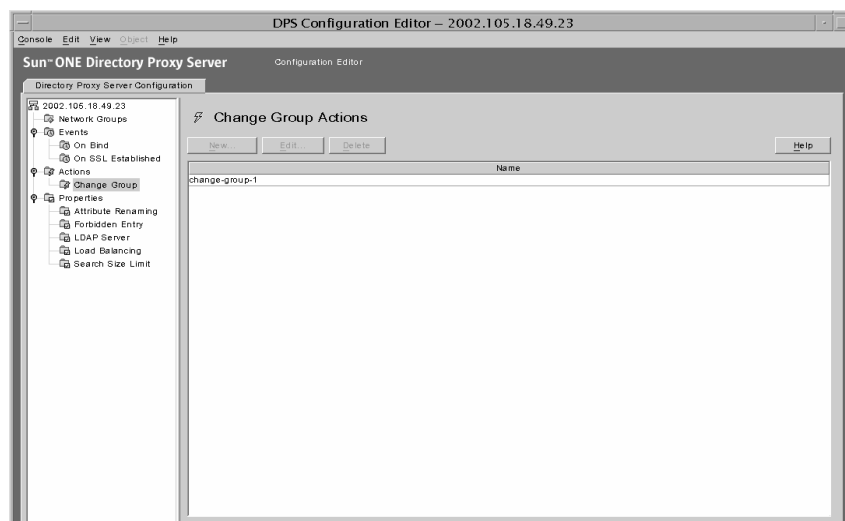 DPS Configuration Editor – 2002.105.18.49.23
Console Edit View Object Help
Sun™ ONE Directory Proxy Server Configuration Editor
Directory Proxy Server Configuration
2002.105.18.49.23
Network Groups
Events
On Bind
On SSL Established
Actions
Change Group
Properties
Attribute Renaming
Forbidden Entry
LDAP Server
Load Balancing
Search Size Limit
Change Group Actions
New... Edit... Delete Help
Name
change-group-1